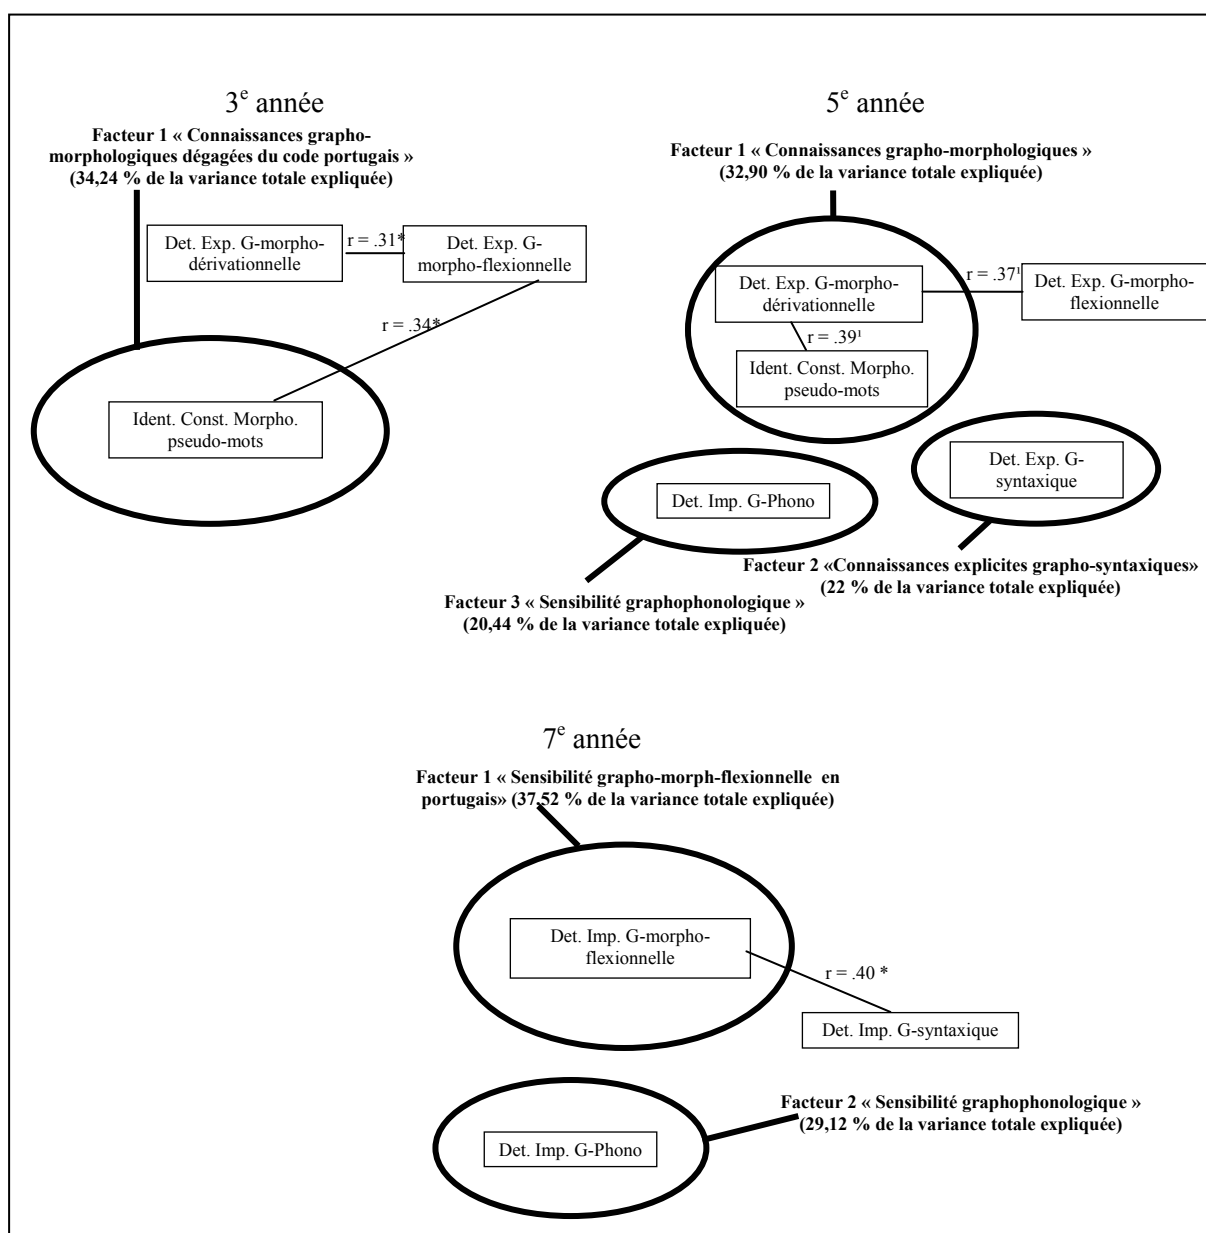 3e année
Facteur 1 « Connaissances grapho-
morphologiques dégagées du code portugais »
(34,24 % de la variance totale expliquée)
Det. Exp. G-morpho-
dérivationnelle
r = .31*
Det. Exp. G-
morpho-flexionnelle
r = .34*
Ident. Const. Morpho.
pseudo-mots
5e année
Facteur 1 « Connaissances grapho-morphologiques »
(32,90 % de la variance totale expliquée)
Det. Exp. G-morpho-
dérivationnelle
r = .37¹
Det. Exp. G-morpho-
flexionnelle
r = .39¹
Ident. Const. Morpho.
pseudo-mots
Det. Exp. G-
syntaxique
Det. Imp. G-Phono
Facteur 2 «Connaissances explicites grapho-syntaxiques»
(22 % de la variance totale expliquée)
Facteur 3 « Sensibilité graphophonologique »
(20,44 % de la variance totale expliquée)
7e année
Facteur 1 « Sensibilité grapho-morph-flexionnelle en
portugais» (37,52 % de la variance totale expliquée)
Det. Imp. G-morpho-
flexionnelle
r = .40 *
Det. Imp. G-syntaxique
Facteur 2 « Sensibilité graphophonologique »
(29,12 % de la variance totale expliquée)
Det. Imp. G-Phono